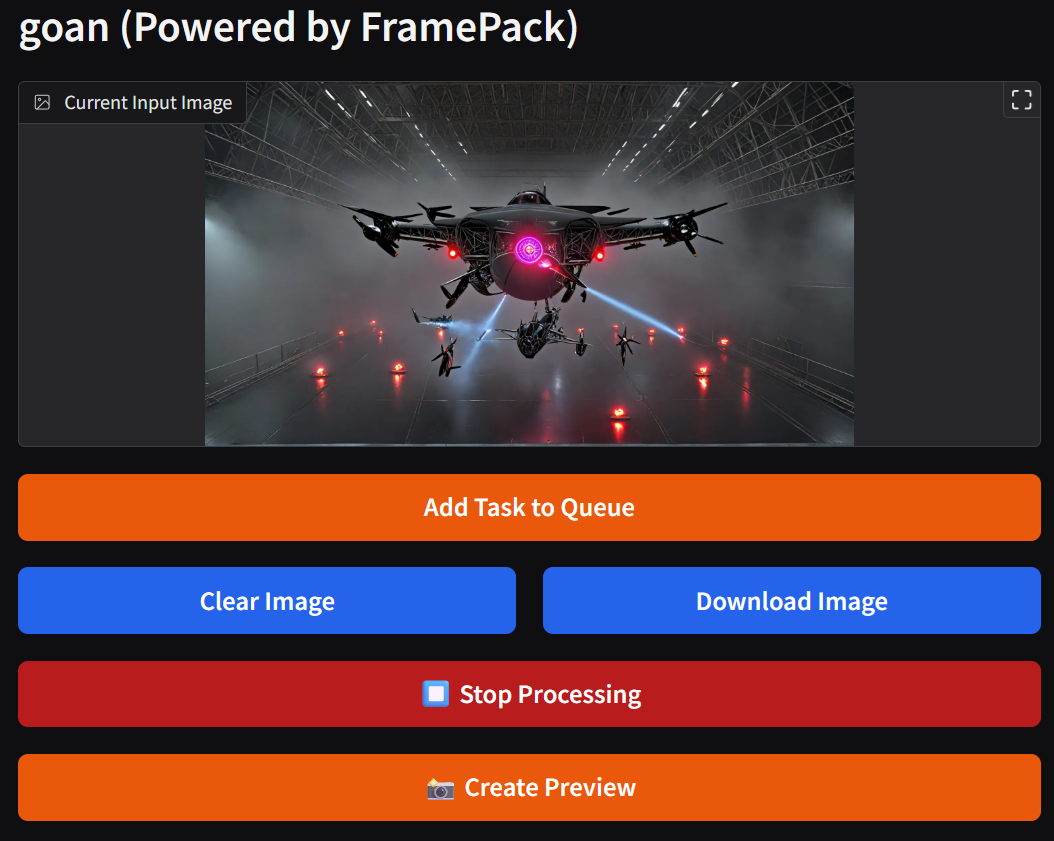 goan (Powered by FramePack)
Current Input Image
Add Task to Queue
Clear Image
Download Image
Stop Processing
Create Preview